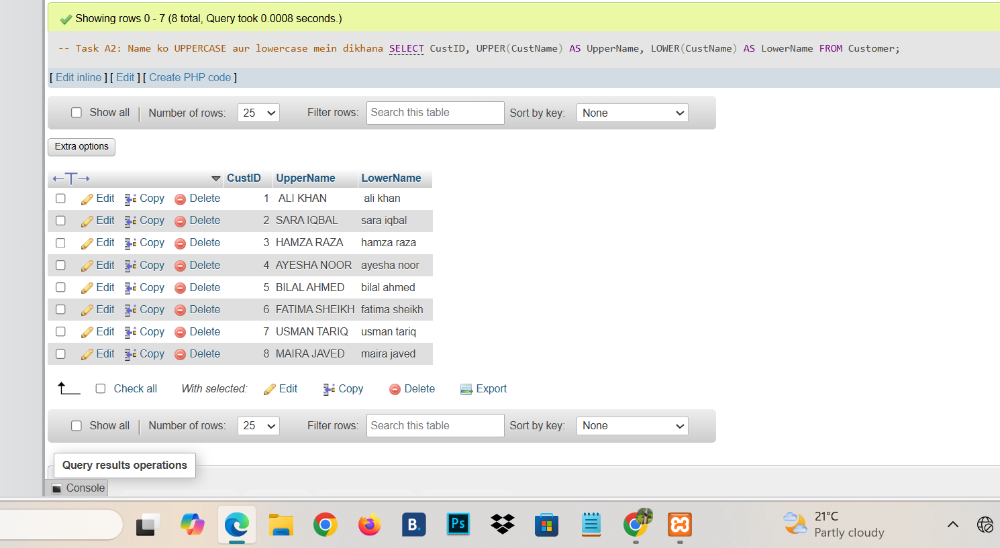 Showing rows 0 - 7 (8 total, Query took 0.0008 seconds.)
-- Task A2: Name ko UPPERCASE aur lowercase mein dikhana SELECT CustID, UPPER(CustName) AS UpperName, LOWER(CustName) AS LowerName FROM Customer;
[ Edit inline ] [ Edit ] [ Create PHP code ]
Show all | Number of rows: 25 Filter rows: Search this table Sort by key: None
Extra options
←T→ CustID UpperName LowerName
Edit Copy Delete 1 ALI KHAN ali khan
Edit Copy Delete 2 SARA IQBAL sara iqbal
Edit Copy Delete 3 HAMZA RAZA hamza raza
Edit Copy Delete 4 AYESHA NOOR ayesha noor
Edit Copy Delete 5 BILAL AHMED bilal ahmed
Edit Copy Delete 6 FATIMA SHEIKH fatima sheikh
Edit Copy Delete 7 USMAN TARIQ usman tariq
Edit Copy Delete 8 MAIRA JAVED maira javed
Check all With selected: Edit Copy Delete Export
Show all | Number of rows: 25 Filter rows: Search this table Sort by key: None
Query results operations
Console
B.
Ps
21°C
Partly cloudy